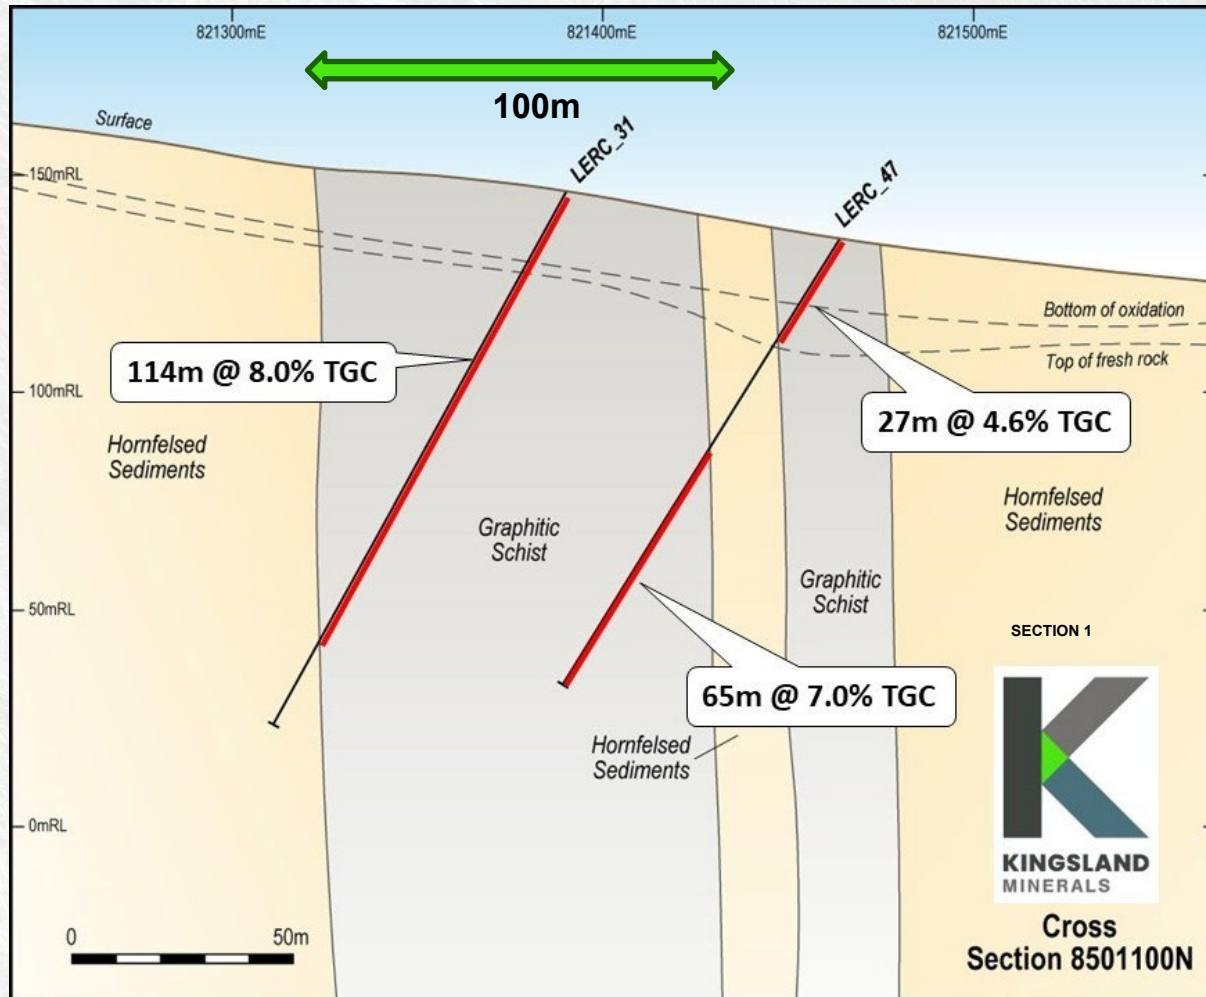 821300mE
821400mE
821500mE
100m
Surface
LERC_31
LERC_47
150mRL
Bottom of oxidation
Top of fresh rock
114m @ 8.0% TGC
100mRL
27m @ 4.6% TGC
Hornfelsed
Sediments
Hornfelsed
Sediments
Graphitic
Schist
Graphitic
Schist
50mRL
SECTION 1
65m @ 7.0% TGC
Hornfelsed
Sediments
0mRL
KINGSLAND
MINERALS
Cross
Section 8501100N
0
50m